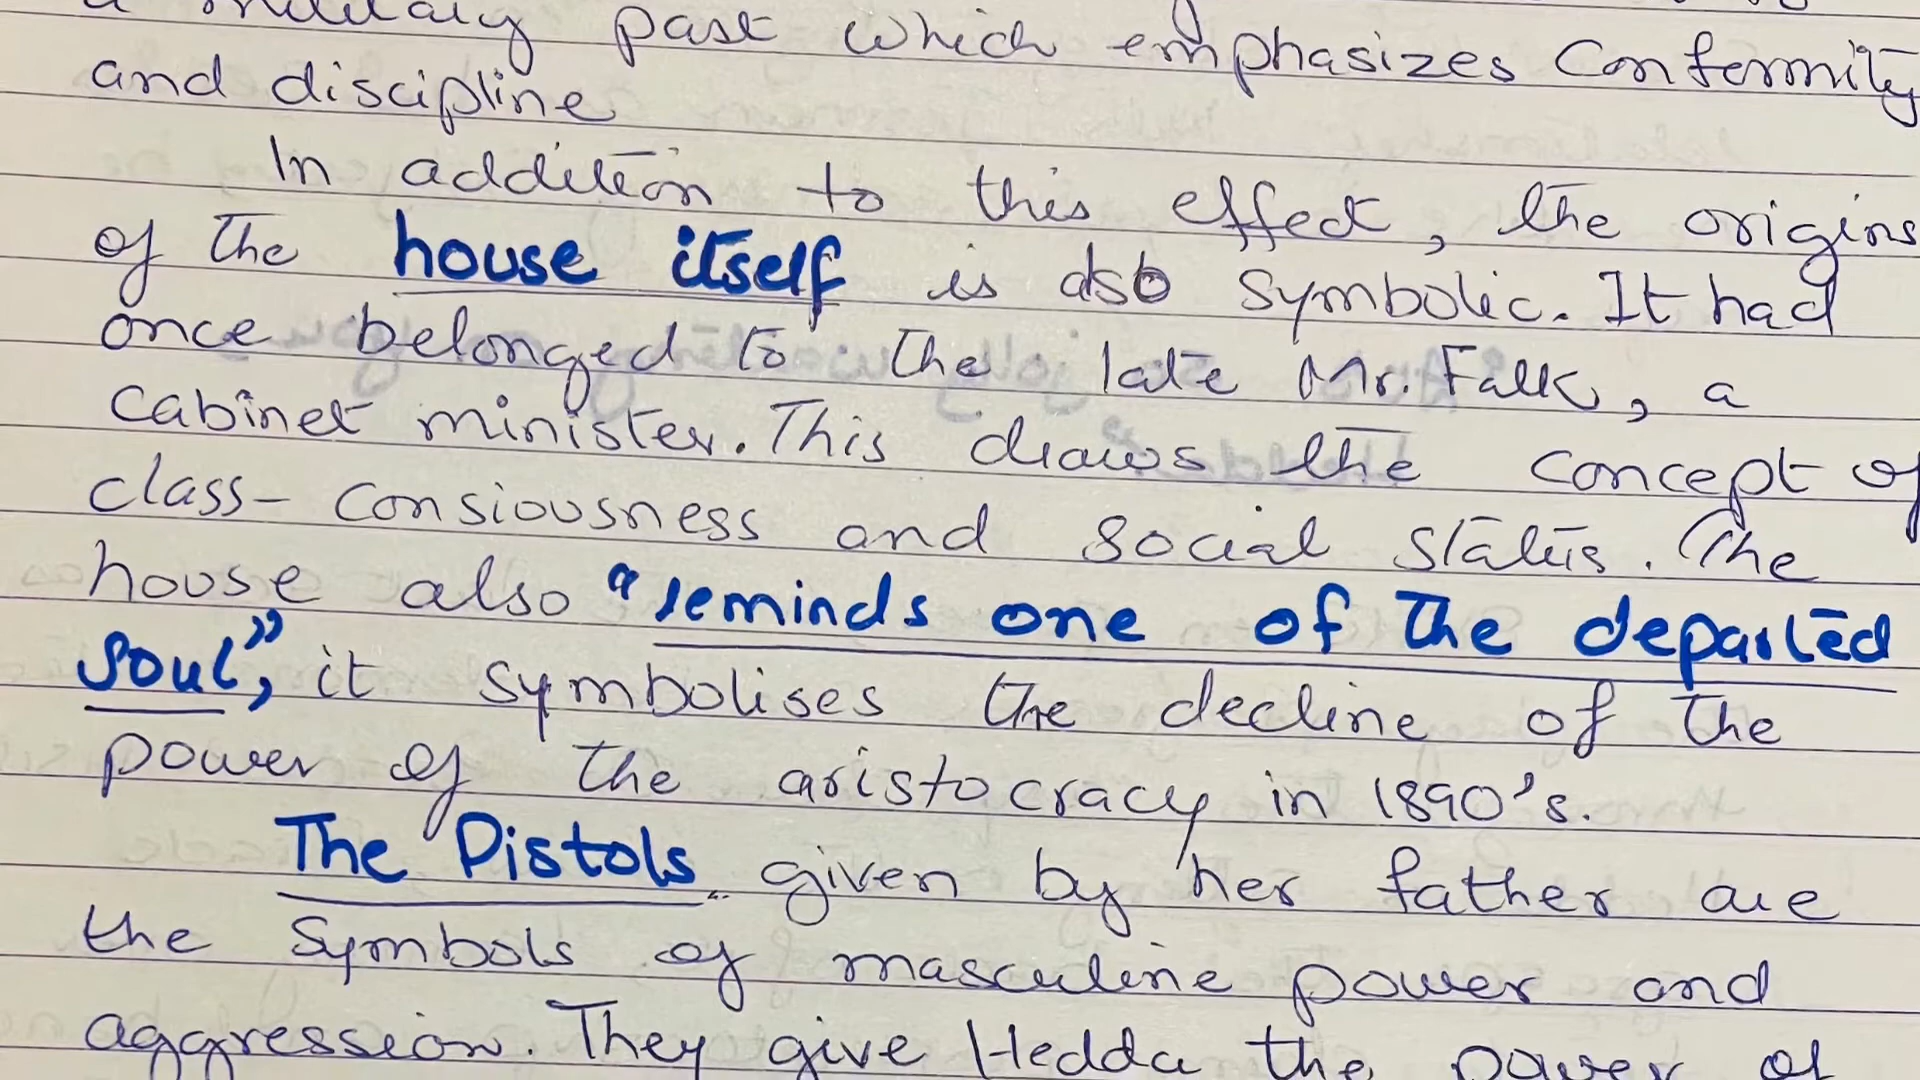 a military past which emphasizes Confermity
and discipline
In addition to this effect, the origins
of the house itself is also Symbolic. It had
once belonged to the late Mr. Falk, a
cabinet minister. This draws the concept of
class-consiousness and social status. The
house also "reminds one of the departed
soul", it symbolises the decline of the
power of the aristocracy in 1890's.
The Pistols given by her father are
the Symbols of masculine power and
aggression. They give Hedda the power of